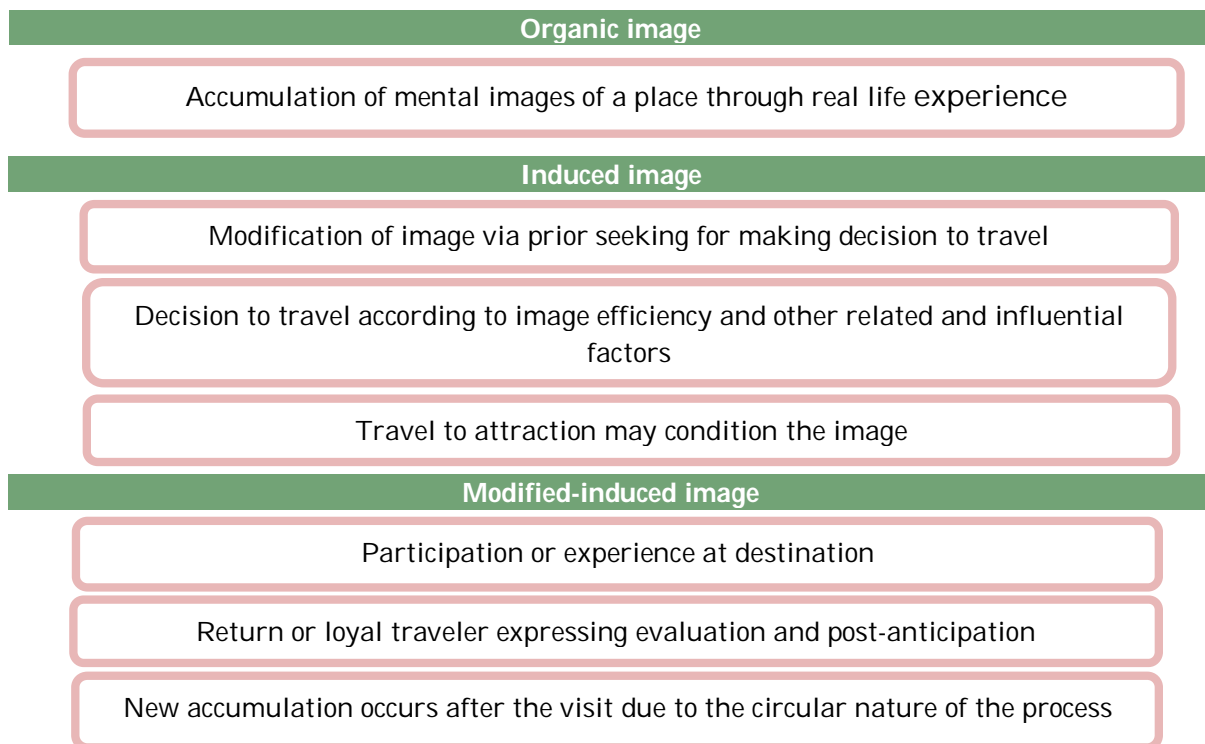 Organic image
Accumulation of mental images of a place through real life experience
Induced image
Modification of image via prior seeking for making decision to travel
Decision to travel according to image efficiency and other related and influential
factors
Travel to attraction may condition the image
Modified-induced image
Participation or experience at destination
Return or loyal traveler expressing evaluation and post-anticipation
New accumulation occurs after the visit due to the circular nature of the process